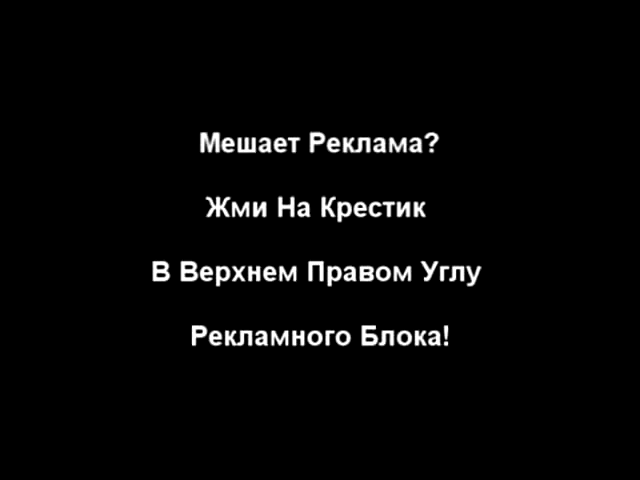 Мешает Реклама?
Жми На Крестик
В Верхнем Правом Углу
Рекламного Блока!